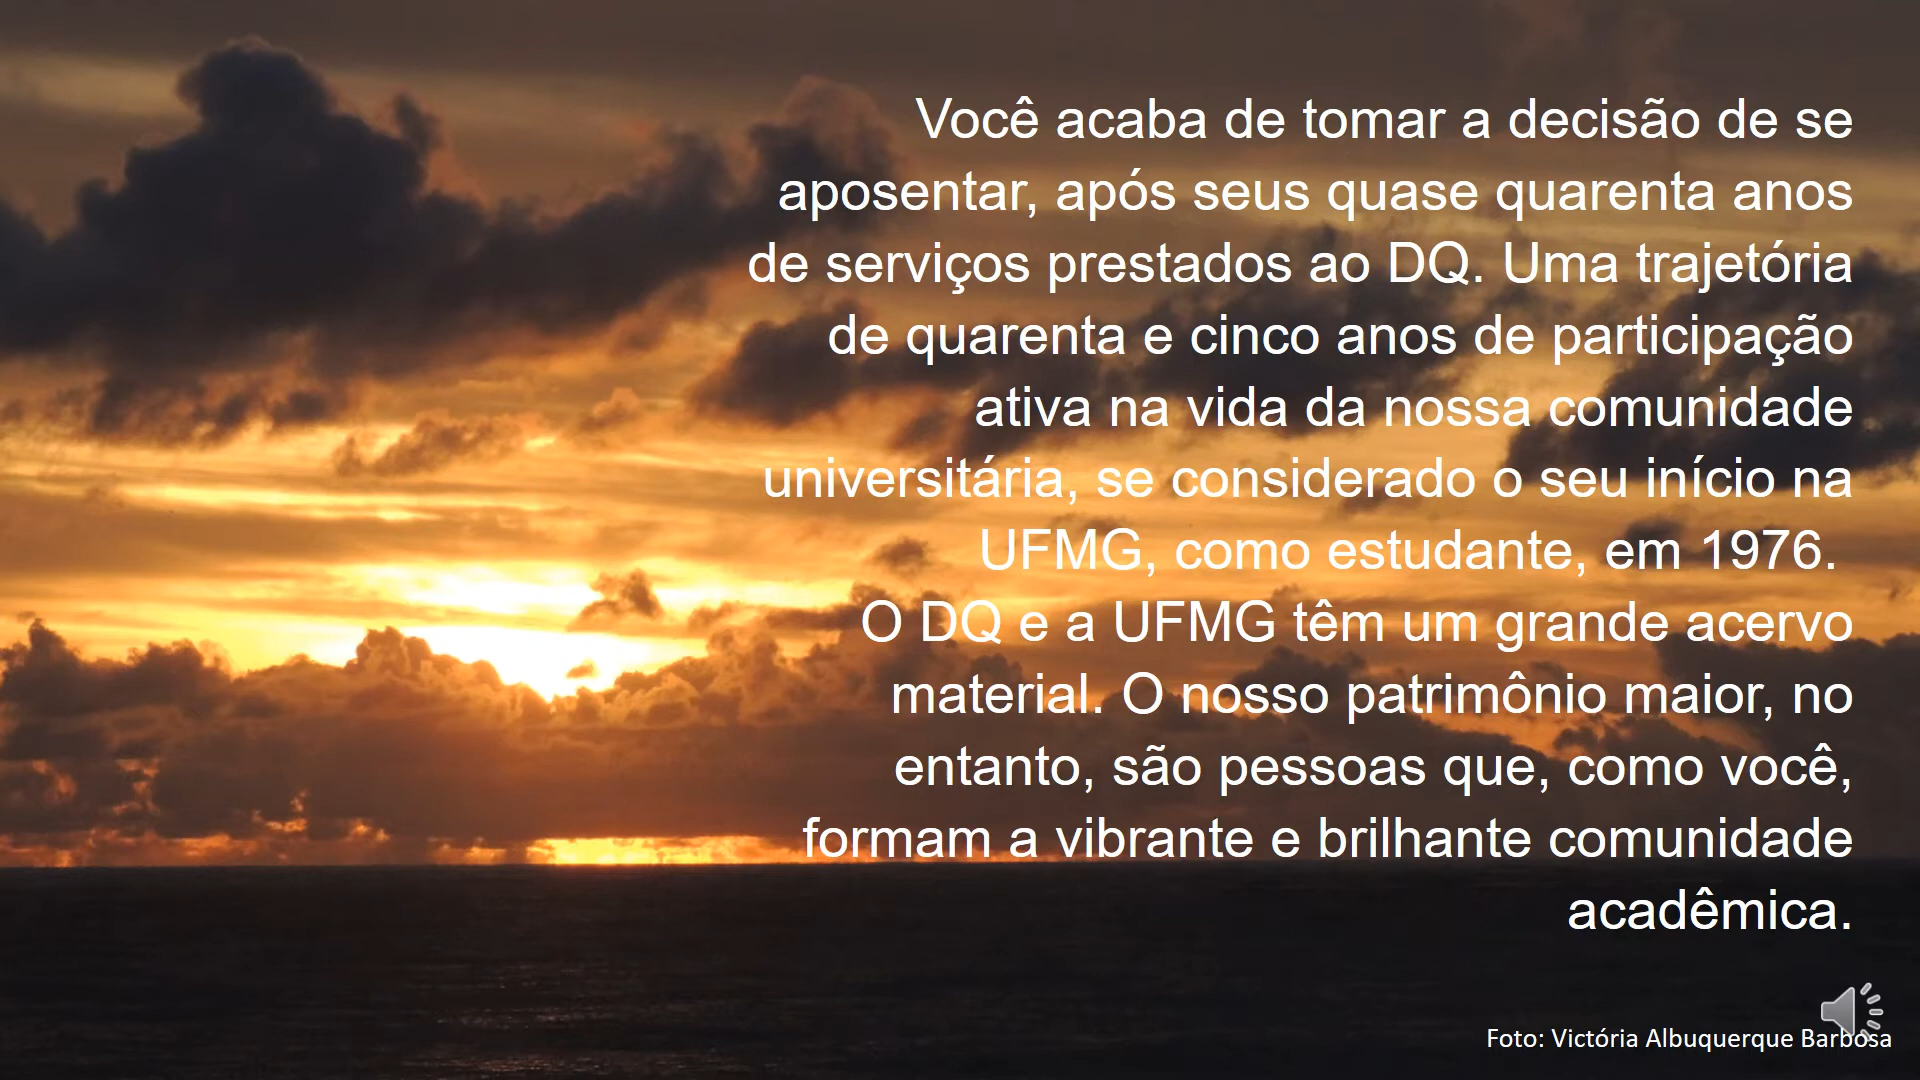 Você acaba de tomar a decisão de se
aposentar, após seus quase quarenta anos
de serviços prestados ao DQ. Uma trajetória
de quarenta e cinco anos de participação
ativa na vida da nossa comunidade
universitária, se considerado o seu início na
UFMG, como estudante, em 1976.
O DQ e a UFMG têm um grande acervo
material. O nosso patrimônio maior, no
entanto, são pessoas que, como você,
formam a vibrante e brilhante comunidade
acadêmica.
Foto: Victória Albuquerque Barbosa